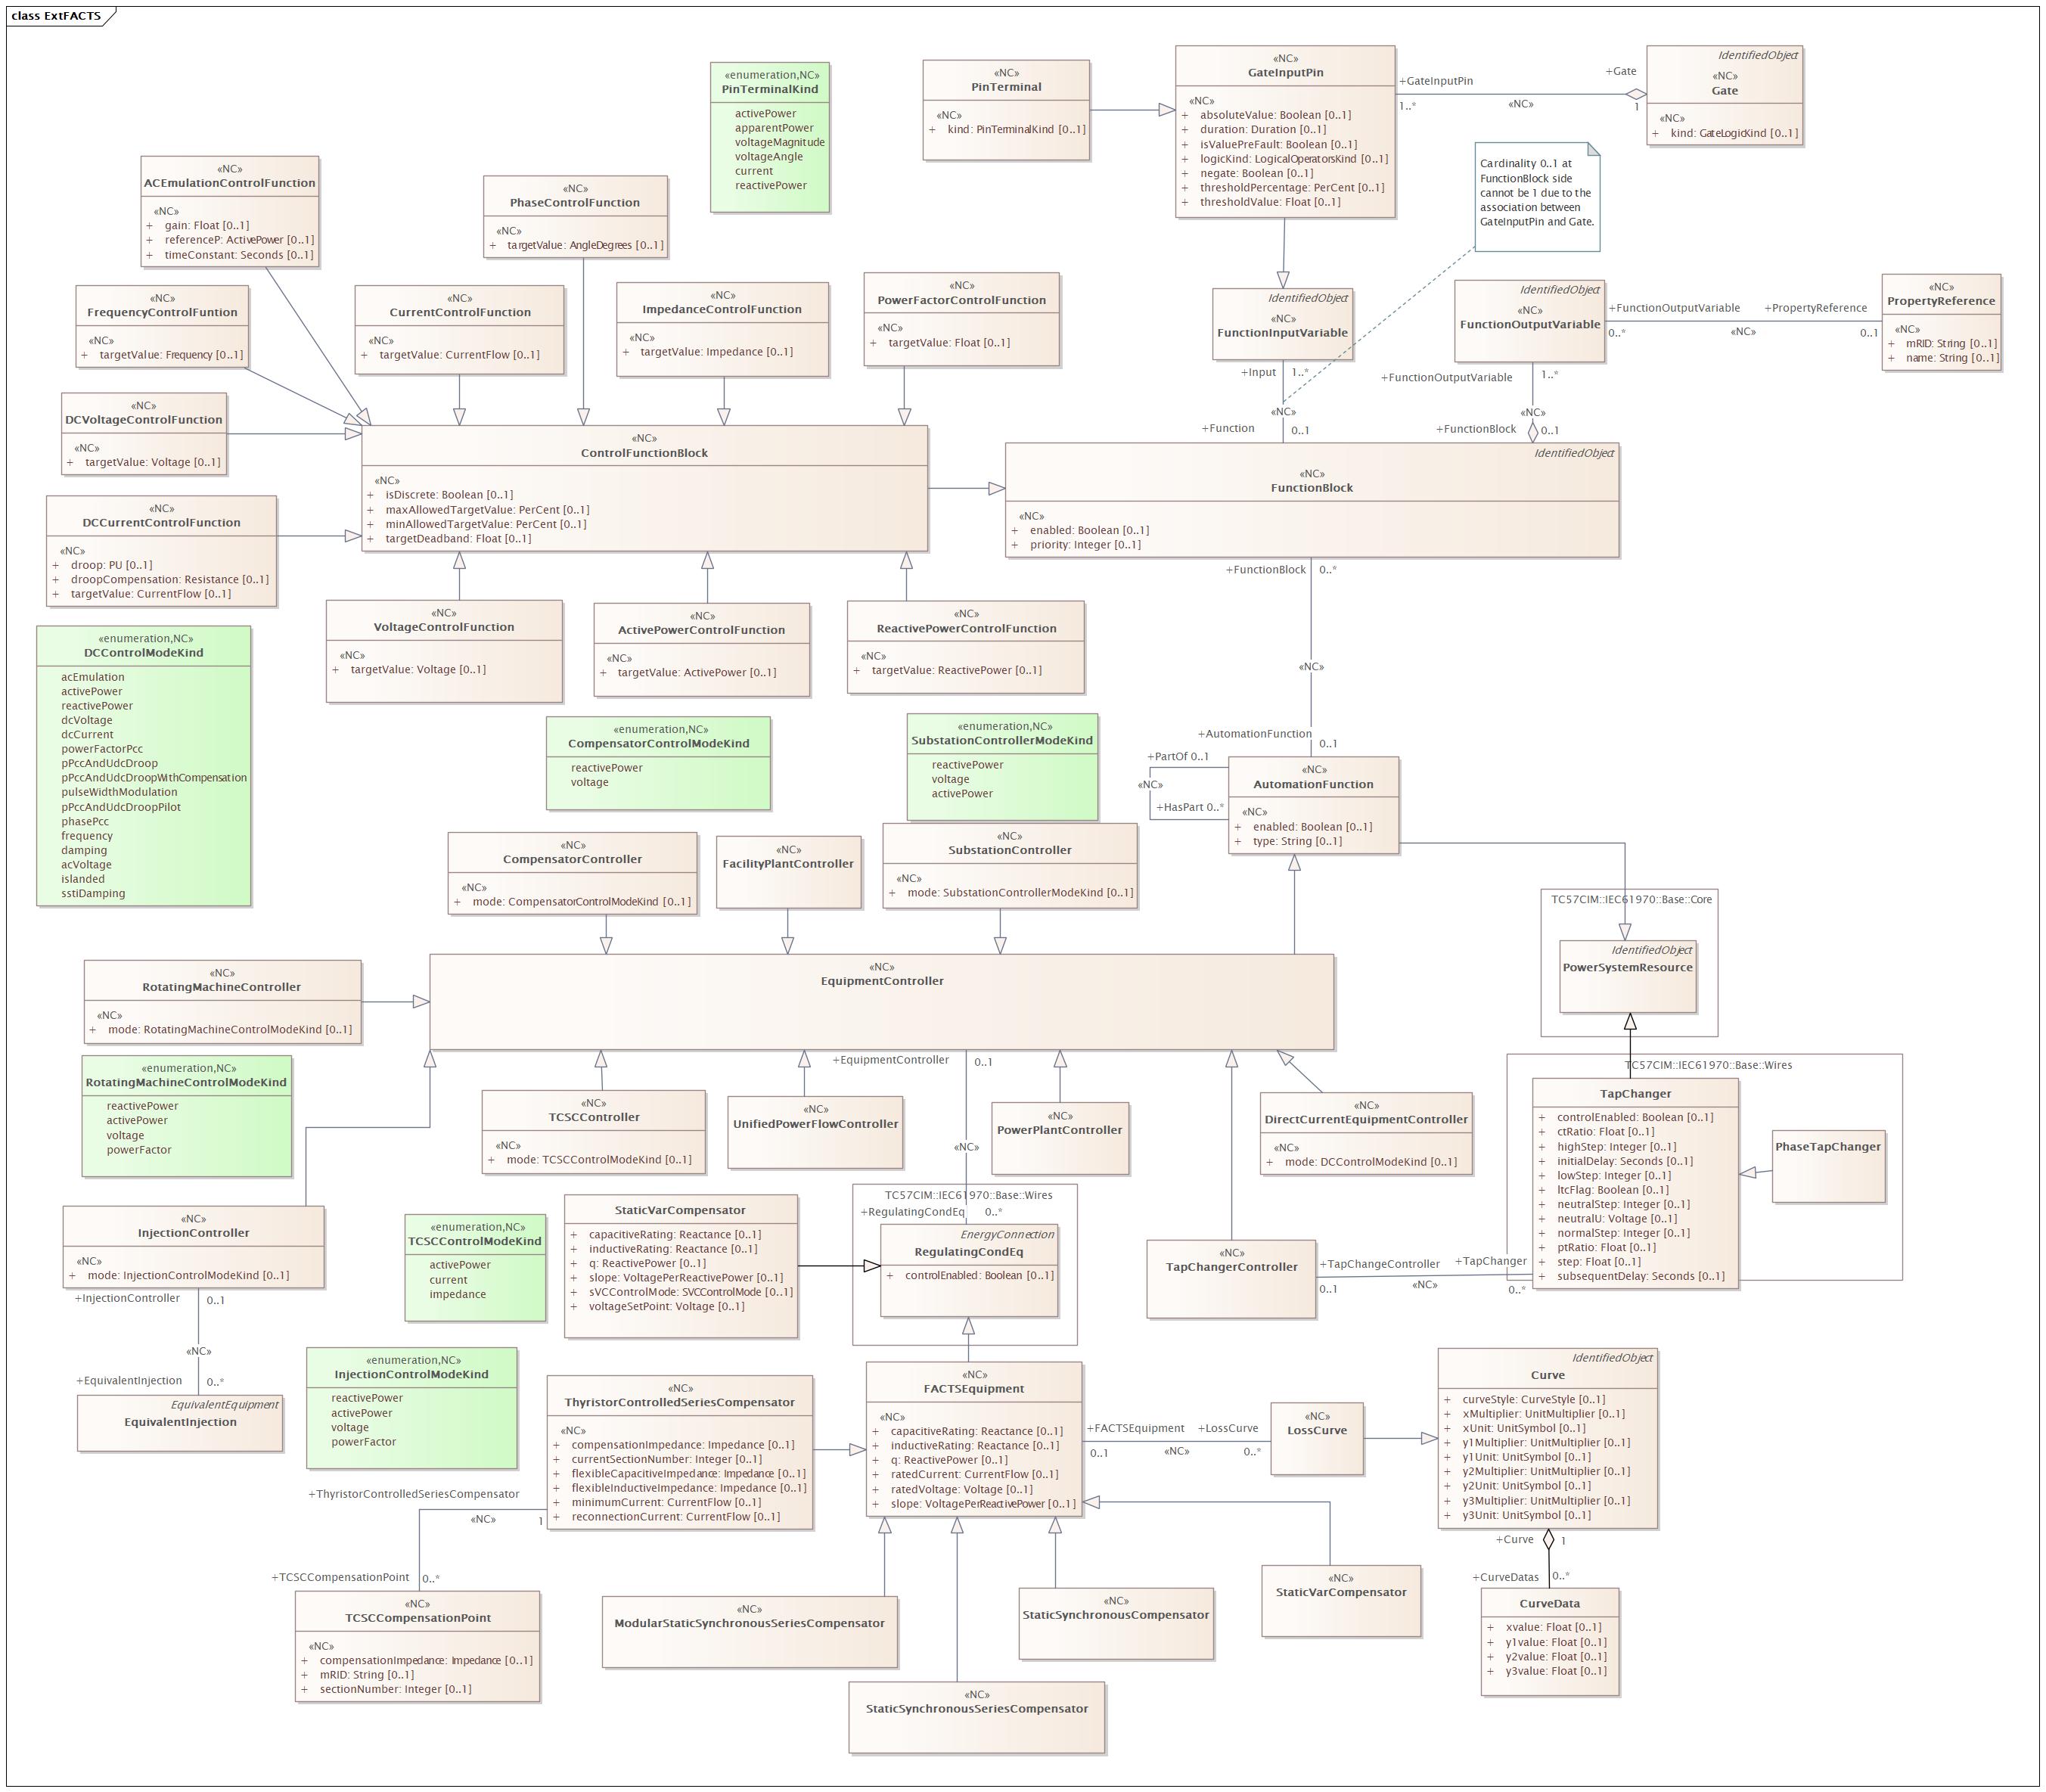 class ExtFACTS
«enumeration,NC»
PinTerminalKind
activePower
apparentPower
voltageMagnitude
voltageAngle
current
reactivePower
«NC»
PinTerminal
«NC»
+ kind: PinTerminalKind [0..1]
«NC»
GateInputPin
«NC»
+ absoluteValue: Boolean [0..1]
+ duration: Duration [0..1]
+ isValuePreFault: Boolean [0..1]
+ logicKind: LogicalOperatorsKind [0..1]
+ negate: Boolean [0..1]
+ thresholdPercentage: PerCent [0..1]
+ thresholdValue: Float [0..1]
+GateInputPin
1..*
«NC»
+Gate
1
IdentifiedObject
«NC»
Gate
«NC»
+ kind: GateLogicKind [0..1]
Cardinality 0..1 at
FunctionBlock side
cannot be 1 due to the
association between
GateInputPin and Gate.
«NC»
ACEmulationControlFunction
«NC»
+ gain: Float [0..1]
+ referenceP: ActivePower [0..1]
+ timeConstant: Seconds [0..1]
«NC»
PhaseControlFunction
«NC»
+ targetValue: AngleDegrees [0..1]
«NC»
FrequencyControlFuntion
«NC»
+ targetValue: Frequency [0..1]
«NC»
CurrentControlFunction
«NC»
+ targetValue: CurrentFlow [0..1]
«NC»
ImpedanceControlFunction
«NC»
+ targetValue: Impedance [0..1]
«NC»
PowerFactorControlFunction
«NC»
+ targetValue: Float [0..1]
IdentifiedObject
«NC»
FunctionInputVariable
IdentifiedObject
«NC»
FunctionOutputVariable
+FunctionOutputVariable
0..*
«NC»
+PropertyReference
0..1
«NC»
PropertyReference
«NC»
+ mRID: String [0..1]
+ name: String [0..1]
+Input
1..*
«NC»
+Function
0..1
+FunctionOutputVariable
1..*
«NC»
+FunctionBlock
0..1
«NC»
DCVoltageControlFunction
«NC»
+ targetValue: Voltage [0..1]
«NC»
ControlFunctionBlock
«NC»
+ isDiscrete: Boolean [0..1]
+ maxAllowedTargetValue: PerCent [0..1]
+ minAllowedTargetValue: PerCent [0..1]
+ targetDeadband: Float [0..1]
IdentifiedObject
«NC»
FunctionBlock
«NC»
+ enabled: Boolean [0..1]
+ priority: Integer [0..1]
«NC»
DCCurrentControlFunction
«NC»
+ droop: PU [0..1]
+ droopCompensation: Resistance [0..1]
+ targetValue: CurrentFlow [0..1]
«NC»
VoltageControlFunction
«NC»
+ targetValue: Voltage [0..1]
«NC»
ActivePowerControlFunction
«NC»
+ targetValue: ActivePower [0..1]
«NC»
ReactivePowerControlFunction
«NC»
+ targetValue: ReactivePower [0..1]
+FunctionBlock
0..*
«NC»
+AutomationFunction
0..1
«enumeration,NC»
DCControlModeKind
acEmulation
activePower
reactivePower
dcVoltage
dcCurrent
powerFactorPcc
pPccAndUdcDroop
pPccAndUdcDroopWithCompensation
pulseWidthModulation
pPccAndUdcDroopPilot
phasePcc
frequency
damping
acVoltage
islanded
sstiDamping
«enumeration,NC»
CompensatorControlModeKind
reactivePower
voltage
«enumeration,NC»
SubstationControllerModeKind
reactivePower
voltage
activePower
+PartOf 0..1
«NC»
+HasPart 0..*
«NC»
AutomationFunction
«NC»
+ enabled: Boolean [0..1]
+ type: String [0..1]
«NC»
CompensatorController
«NC»
+ mode: CompensatorControlModeKind [0..1]
«NC»
FacilityPlantController
«NC»
SubstationController
«NC»
+ mode: SubstationControllerModeKind [0..1]
TC57CIM::IEC61970::Base::Core
IdentifiedObject
PowerSystemResource
«NC»
RotatingMachineController
«NC»
+ mode: RotatingMachineControlModeKind [0..1]
«NC»
EquipmentController
«enumeration,NC»
RotatingMachineControlModeKind
reactivePower
activePower
voltage
powerFactor
«NC»
TCSCController
«NC»
+ mode: TCSCControlModeKind [0..1]
«NC»
UnifiedPowerFlowController
+EquipmentController
0..1
«NC»
+RegulatingCondEq
0..*
«NC»
PowerPlantController
«NC»
DirectCurrentEquipmentController
«NC»
+ mode: DCControlModeKind [0..1]
TC57CIM::IEC61970::Base::Wires
TapChanger
+ controlEnabled: Boolean [0..1]
+ ctRatio: Float [0..1]
+ highStep: Integer [0..1]
+ initialDelay: Seconds [0..1]
+ lowStep: Integer [0..1]
+ ltcFlag: Boolean [0..1]
+ neutralStep: Integer [0..1]
+ neutralU: Voltage [0..1]
+ normalStep: Integer [0..1]
+ ptRatio: Float [0..1]
+ step: Float [0..1]
+ subsequentDelay: Seconds [0..1]
PhaseTapChanger
«NC»
InjectionController
«NC»
+ mode: InjectionControlModeKind [0..1]
«enumeration,NC»
TCSCControlModeKind
activePower
current
impedance
StaticVarCompensator
+ capacitiveRating: Reactance [0..1]
+ inductiveRating: Reactance [0..1]
+ q: ReactivePower [0..1]
+ slope: VoltagePerReactivePower [0..1]
+ sVCControlMode: SVCControlMode [0..1]
+ voltageSetPoint: Voltage [0..1]
TC57CIM::IEC61970::Base::Wires
EnergyConnection
RegulatingCondEq
+ controlEnabled: Boolean [0..1]
«NC»
TapChangerController
+TapChangeController
0..1
«NC»
+TapChanger
0..*
+InjectionController
0..1
«NC»
+EquivalentInjection
0..*
EquivalentEquipment
EquivalentInjection
«enumeration,NC»
InjectionControlModeKind
reactivePower
activePower
voltage
powerFactor
«NC»
ThyristorControlledSeriesCompensator
«NC»
+ compensationImpedance: Impedance [0..1]
+ currentSectionNumber: Integer [0..1]
+ flexibleCapacitiveImpedance: Impedance [0..1]
+ flexibleInductiveImpedance: Impedance [0..1]
+ minimumCurrent: CurrentFlow [0..1]
+ reconnectionCurrent: CurrentFlow [0..1]
«NC»
FACTSEquipment
«NC»
+ capacitiveRating: Reactance [0..1]
+ inductiveRating: Reactance [0..1]
+ q: ReactivePower [0..1]
+ ratedCurrent: CurrentFlow [0..1]
+ ratedVoltage: Voltage [0..1]
+ slope: VoltagePerReactivePower [0..1]
+FACTSEquipment
0..1
«NC»
+LossCurve
0..*
«NC»
LossCurve
IdentifiedObject
Curve
+ curveStyle: CurveStyle [0..1]
+ xMultiplier: UnitMultiplier [0..1]
+ xUnit: UnitSymbol [0..1]
+ y1Multiplier: UnitMultiplier [0..1]
+ y1Unit: UnitSymbol [0..1]
+ y2Multiplier: UnitMultiplier [0..1]
+ y2Unit: UnitSymbol [0..1]
+ y3Multiplier: UnitMultiplier [0..1]
+ y3Unit: UnitSymbol [0..1]
+ThyristorControlledSeriesCompensator
«NC»
1
+TCSCCompensationPoint
0..*
«NC»
TCSCCompensationPoint
«NC»
+ compensationImpedance: Impedance [0..1]
+ mRID: String [0..1]
+ sectionNumber: Integer [0..1]
«NC»
ModularStaticSynchronousSeriesCompensator
«NC»
StaticSynchronousCompensator
«NC»
StaticVarCompensator
«NC»
StaticSynchronousSeriesCompensator
+Curve
1
+CurveDatas
0..*
CurveData
+ xvalue: Float [0..1]
+ y1value: Float [0..1]
+ y2value: Float [0..1]
+ y3value: Float [0..1]